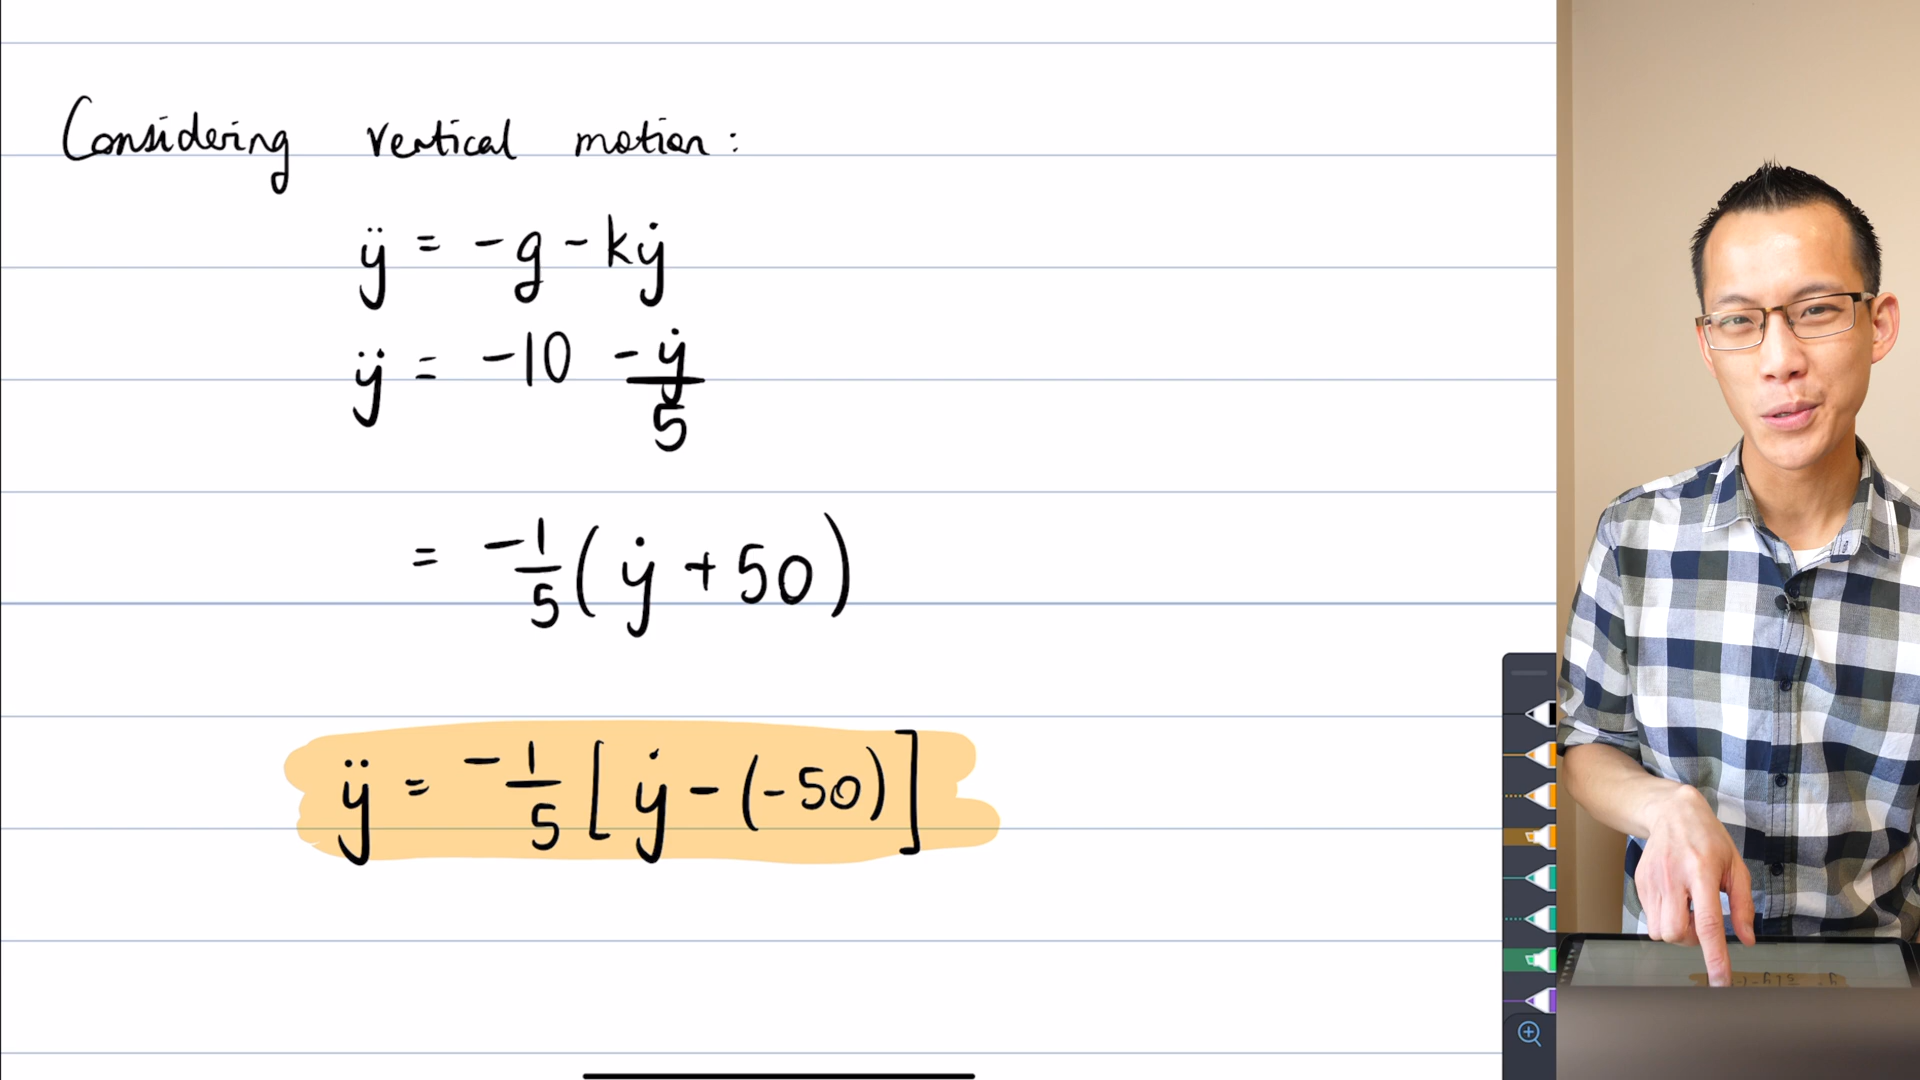 Considering vertical motion:
ÿ = -g - kẏ
ÿ = -10 - ẏ/5
= -1/5 (ẏ + 50)
ÿ = -1/5 [ẏ - (-50)]